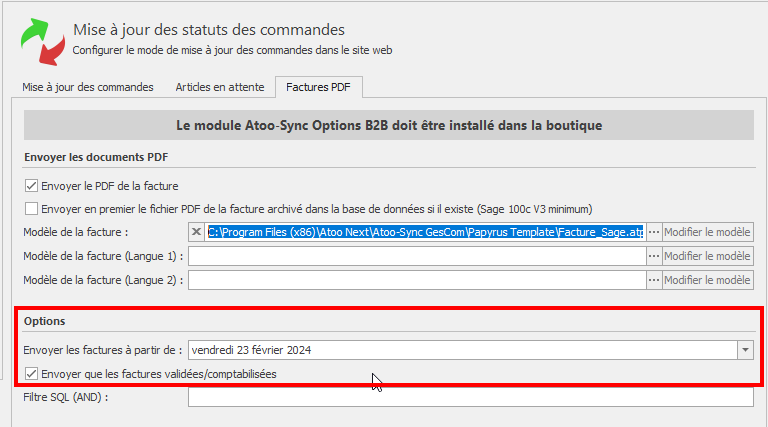 Mise à jour des statuts des commandes
Configurer le mode de mise à jour des commandes dans le site web
Mise à jour des commandes Articles en attente Factures PDF
Le module Atoo-Sync Options B2B doit être installé dans la boutique
Envoyer les documents PDF
Envoyer le PDF de la facture
Envoyer en premier le fichier PDF de la facture archivé dans la base de données si il existe (Sage 100c V3 minimum)
Modèle de la facture : C:\Program Files (x86)\Atoo Next\Atoo-Sync GesCom\Papyrus Template\Facture_Sage.atp ... Modifier le modèle
Modèle de la facture (Langue 1) : ... Modifier le modèle
Modèle de la facture (Langue 2) : ... Modifier le modèle
Options
Envoyer les factures à partir de : vendredi 23 février 2024
Envoyer que les factures validées/comptabilisées
Filtre SQL (AND) :